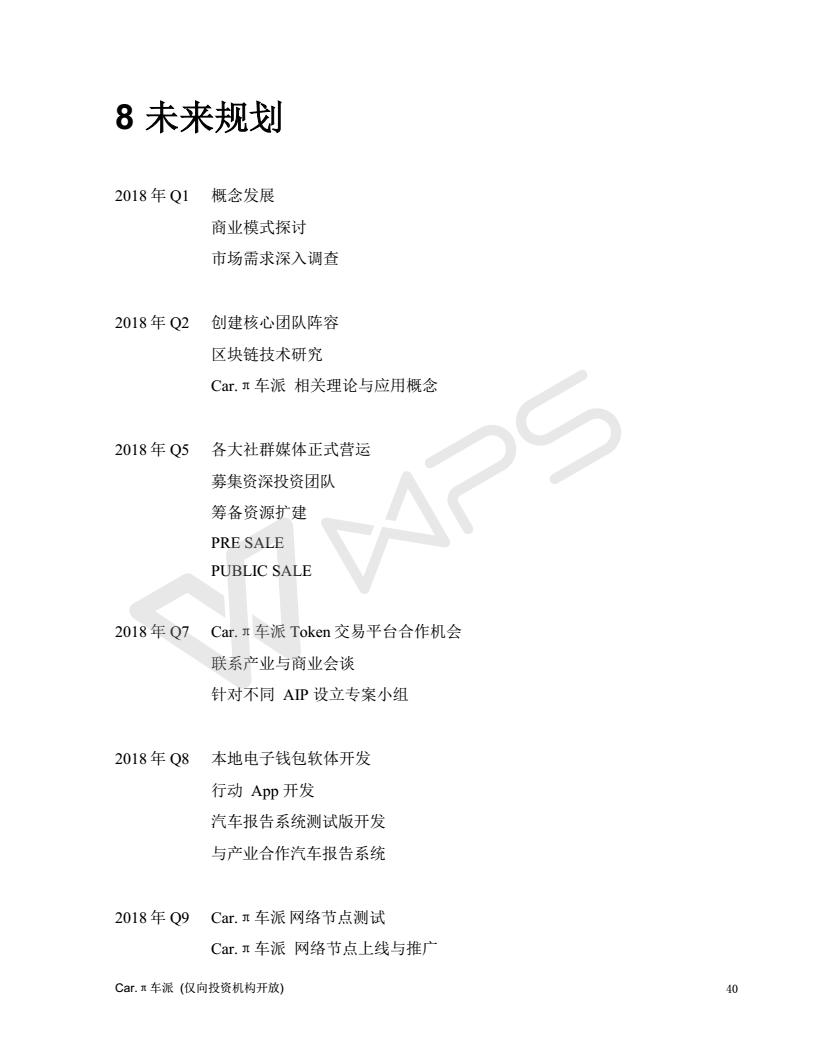 8 未来规划
2018 年 Q1 概念发展
商业模式探讨
市场需求深入调查
2018 年 Q2 创建核心团队阵容
区块链技术研究
Car. π 车派 相关理论与应用概念
2018 年 Q5 各大社群媒体正式营运
募集资深投资团队
筹备资源扩建
PRE SALE
PUBLIC SALE
2018 年 Q7 Car. π 车派 Token 交易平台合作机会
联系产业与商业会谈
针对不同 AIP 设立专案小组
2018 年 Q8 本地电子钱包软体开发
行动 App 开发
汽车报告系统测试版开发
与产业合作汽车报告系统
2018 年 Q9 Car. π 车派 网络节点测试
Car. π 车派 网络节点上线与推广
Car. π 车派 (仅向投资机构开放) 40
WPS